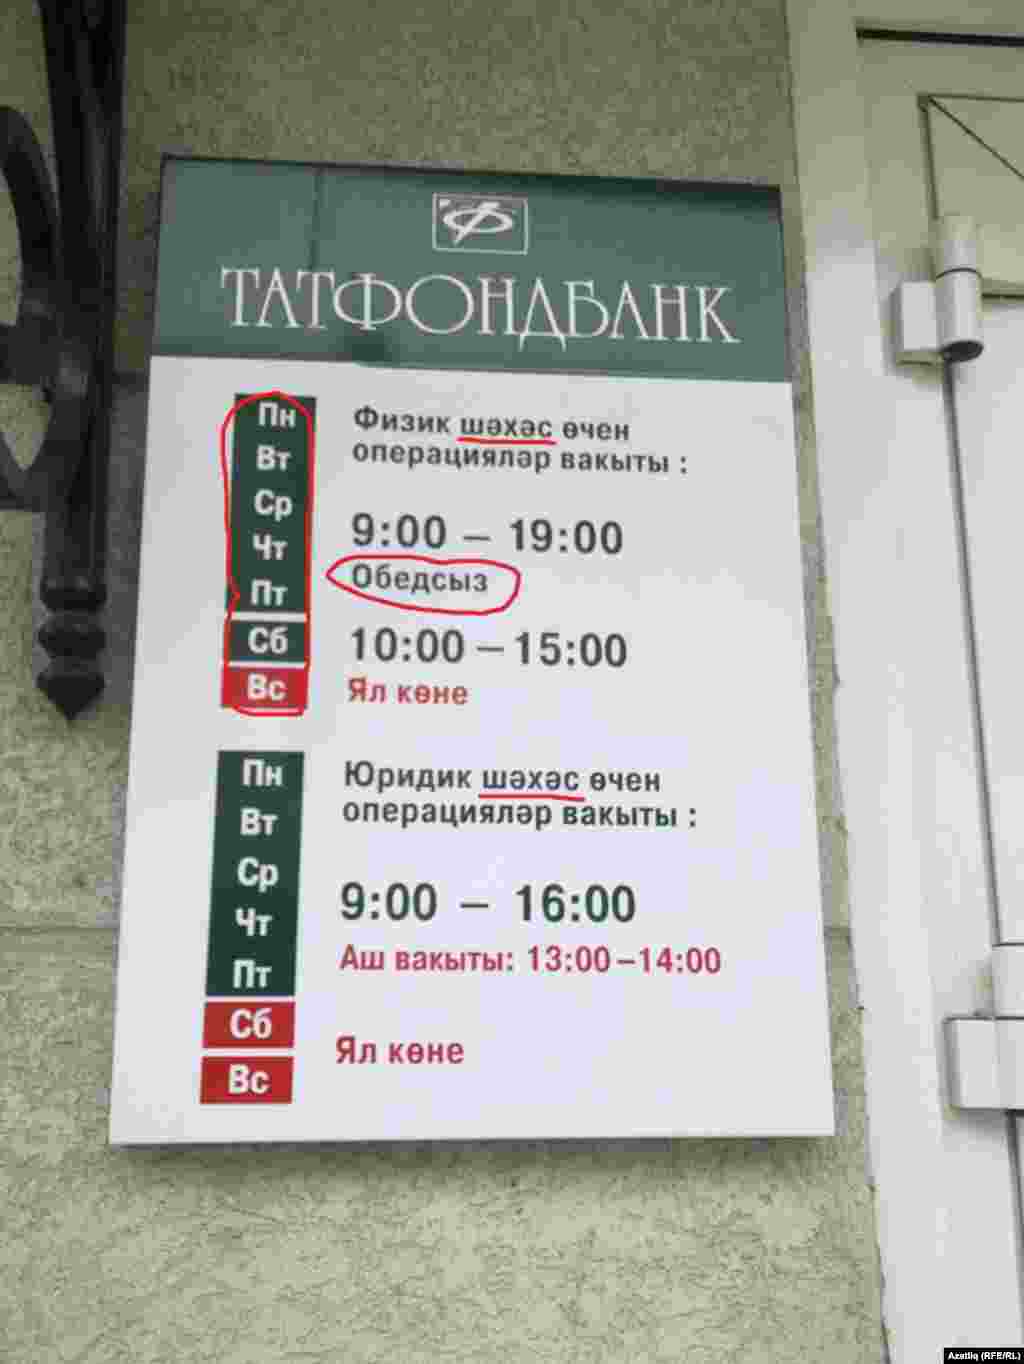 ТАТФОНДБАНК
Пн
Вт
Ср
Чт
Пт
Сб
Вс
Физик шәхәс өчен
операцияләр вакыты :
9:00 – 19:00
Обедсыз
10:00 – 15:00
Ял көне
Пн
Вт
Ср
Чт
Пт
Сб
Вс
Юридик шәхәс өчен
операцияләр вакыты :
9:00 – 16:00
Аш вакыты: 13:00–14:00
Ял көне
Azatliq (RFE/RL)